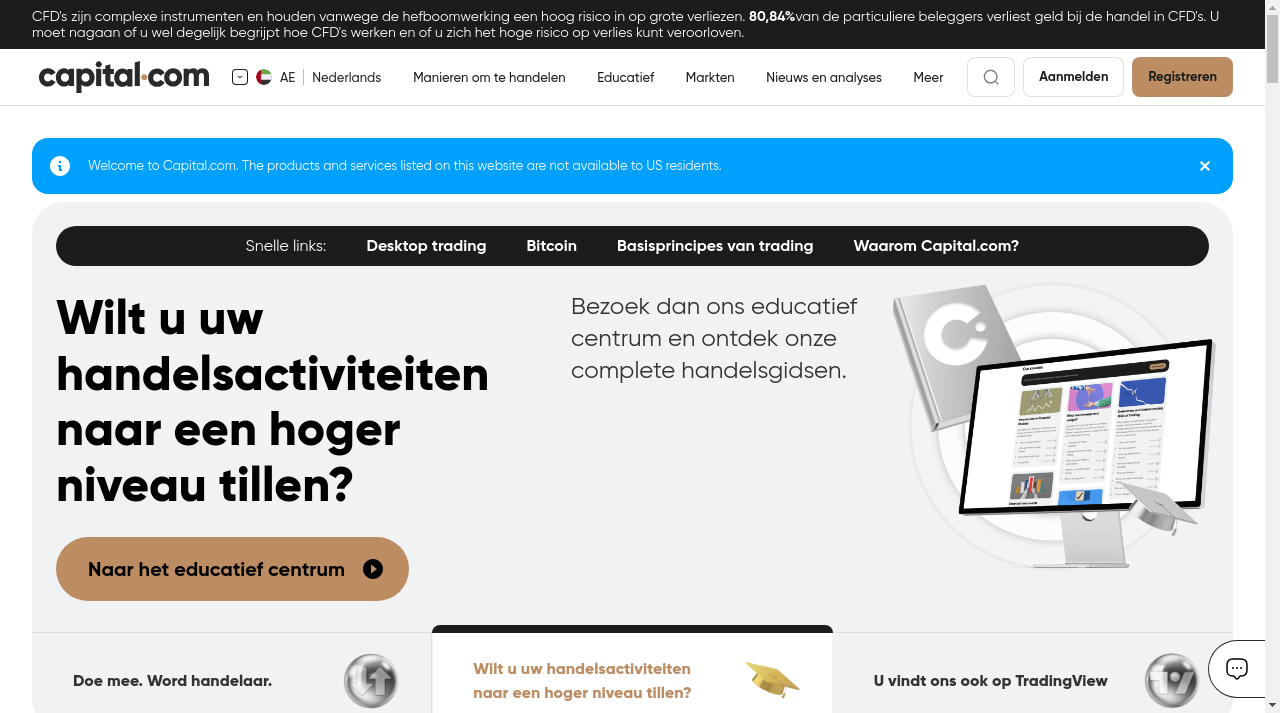 CFD's zijn complexe instrumenten en houden vanwege de hefboomwerking een hoog risico in op grote verliezen. 80,84%van de particuliere beleggers verliest geld bij de handel in CFD's. U
moet nagaan of u wel degelijk begrijpt hoe CFD's werken en of u zich het hoge risico op verlies kunt veroorloven.
capital.com AE Nederlands Manieren om te handelen Educatief Markten Nieuws en analyses Meer Aanmelden Registreren
Welcome to Capital.com. The products and services listed on this website are not available to US residents.
Snelle links: Desktop trading Bitcoin Basisprincipes van trading Waarom Capital.com?
Wilt u uw
handelsactiviteiten
naar een hoger
niveau tillen?
Bezoek dan ons educatief
centrum en ontdek onze
complete handelsgidsen.
Naar het educatief centrum
Doe mee. Word handelaar.
Wilt u uw handelsactiviteiten
naar een hoger niveau tillen?
U vindt ons ook op TradingView